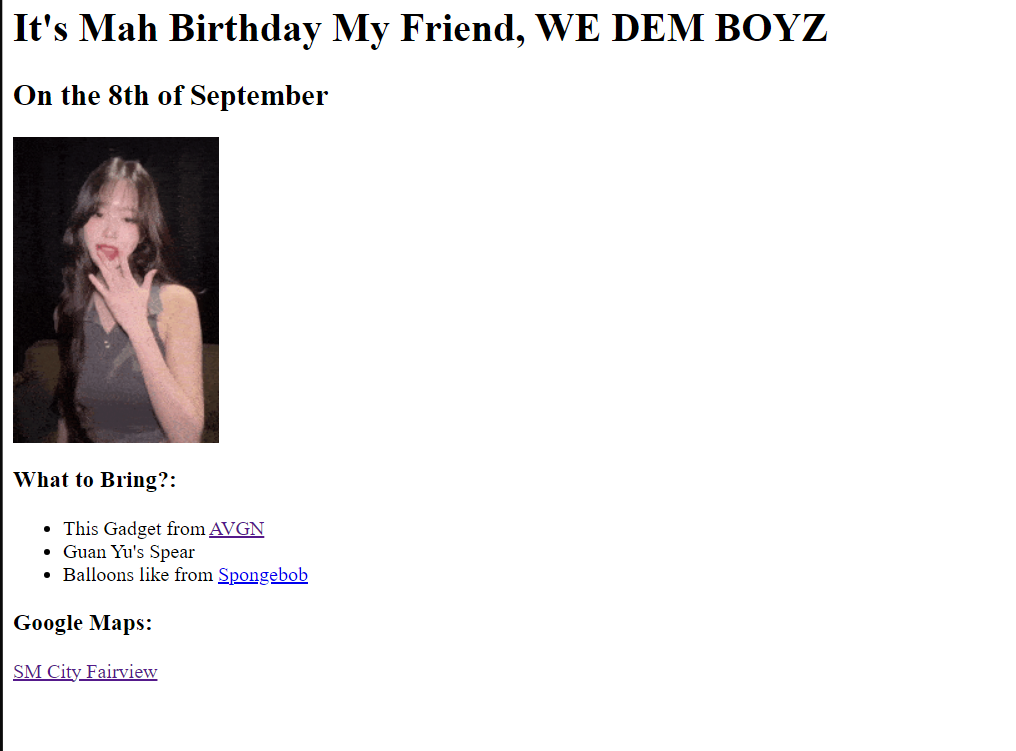 It's Mah Birthday My Friend, WE DEM BOYZ
On the 8th of September
What to Bring?:
This Gadget from AVGN
Guan Yu's Spear
Balloons like from Spongebob
Google Maps:
SM City Fairview